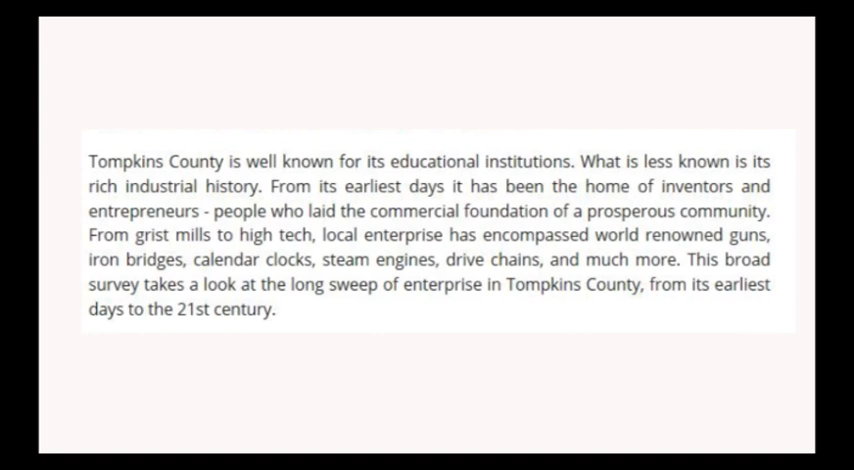 Tompkins County is well known for its educational institutions. What is less known is its
rich industrial history. From its earliest days it has been the home of inventors and
entrepreneurs - people who laid the commercial foundation of a prosperous community.
From grist mills to high tech, local enterprise has encompassed world renowned guns,
iron bridges, calendar clocks, steam engines, drive chains, and much more. This broad
survey takes a look at the long sweep of enterprise in Tompkins County, from its earliest
days to the 21st century.